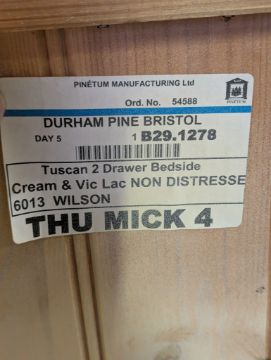 PINETUM MANUFACTURING Ltd
PINETUM
Ord. No. 54588
DURHAM PINE BRISTOL
DAY 5 1 B29.1278
Tuscan 2 Drawer Bedside
Cream & Vic Lac NON DISTRESSE
6013 WILSON
THU MICK 4